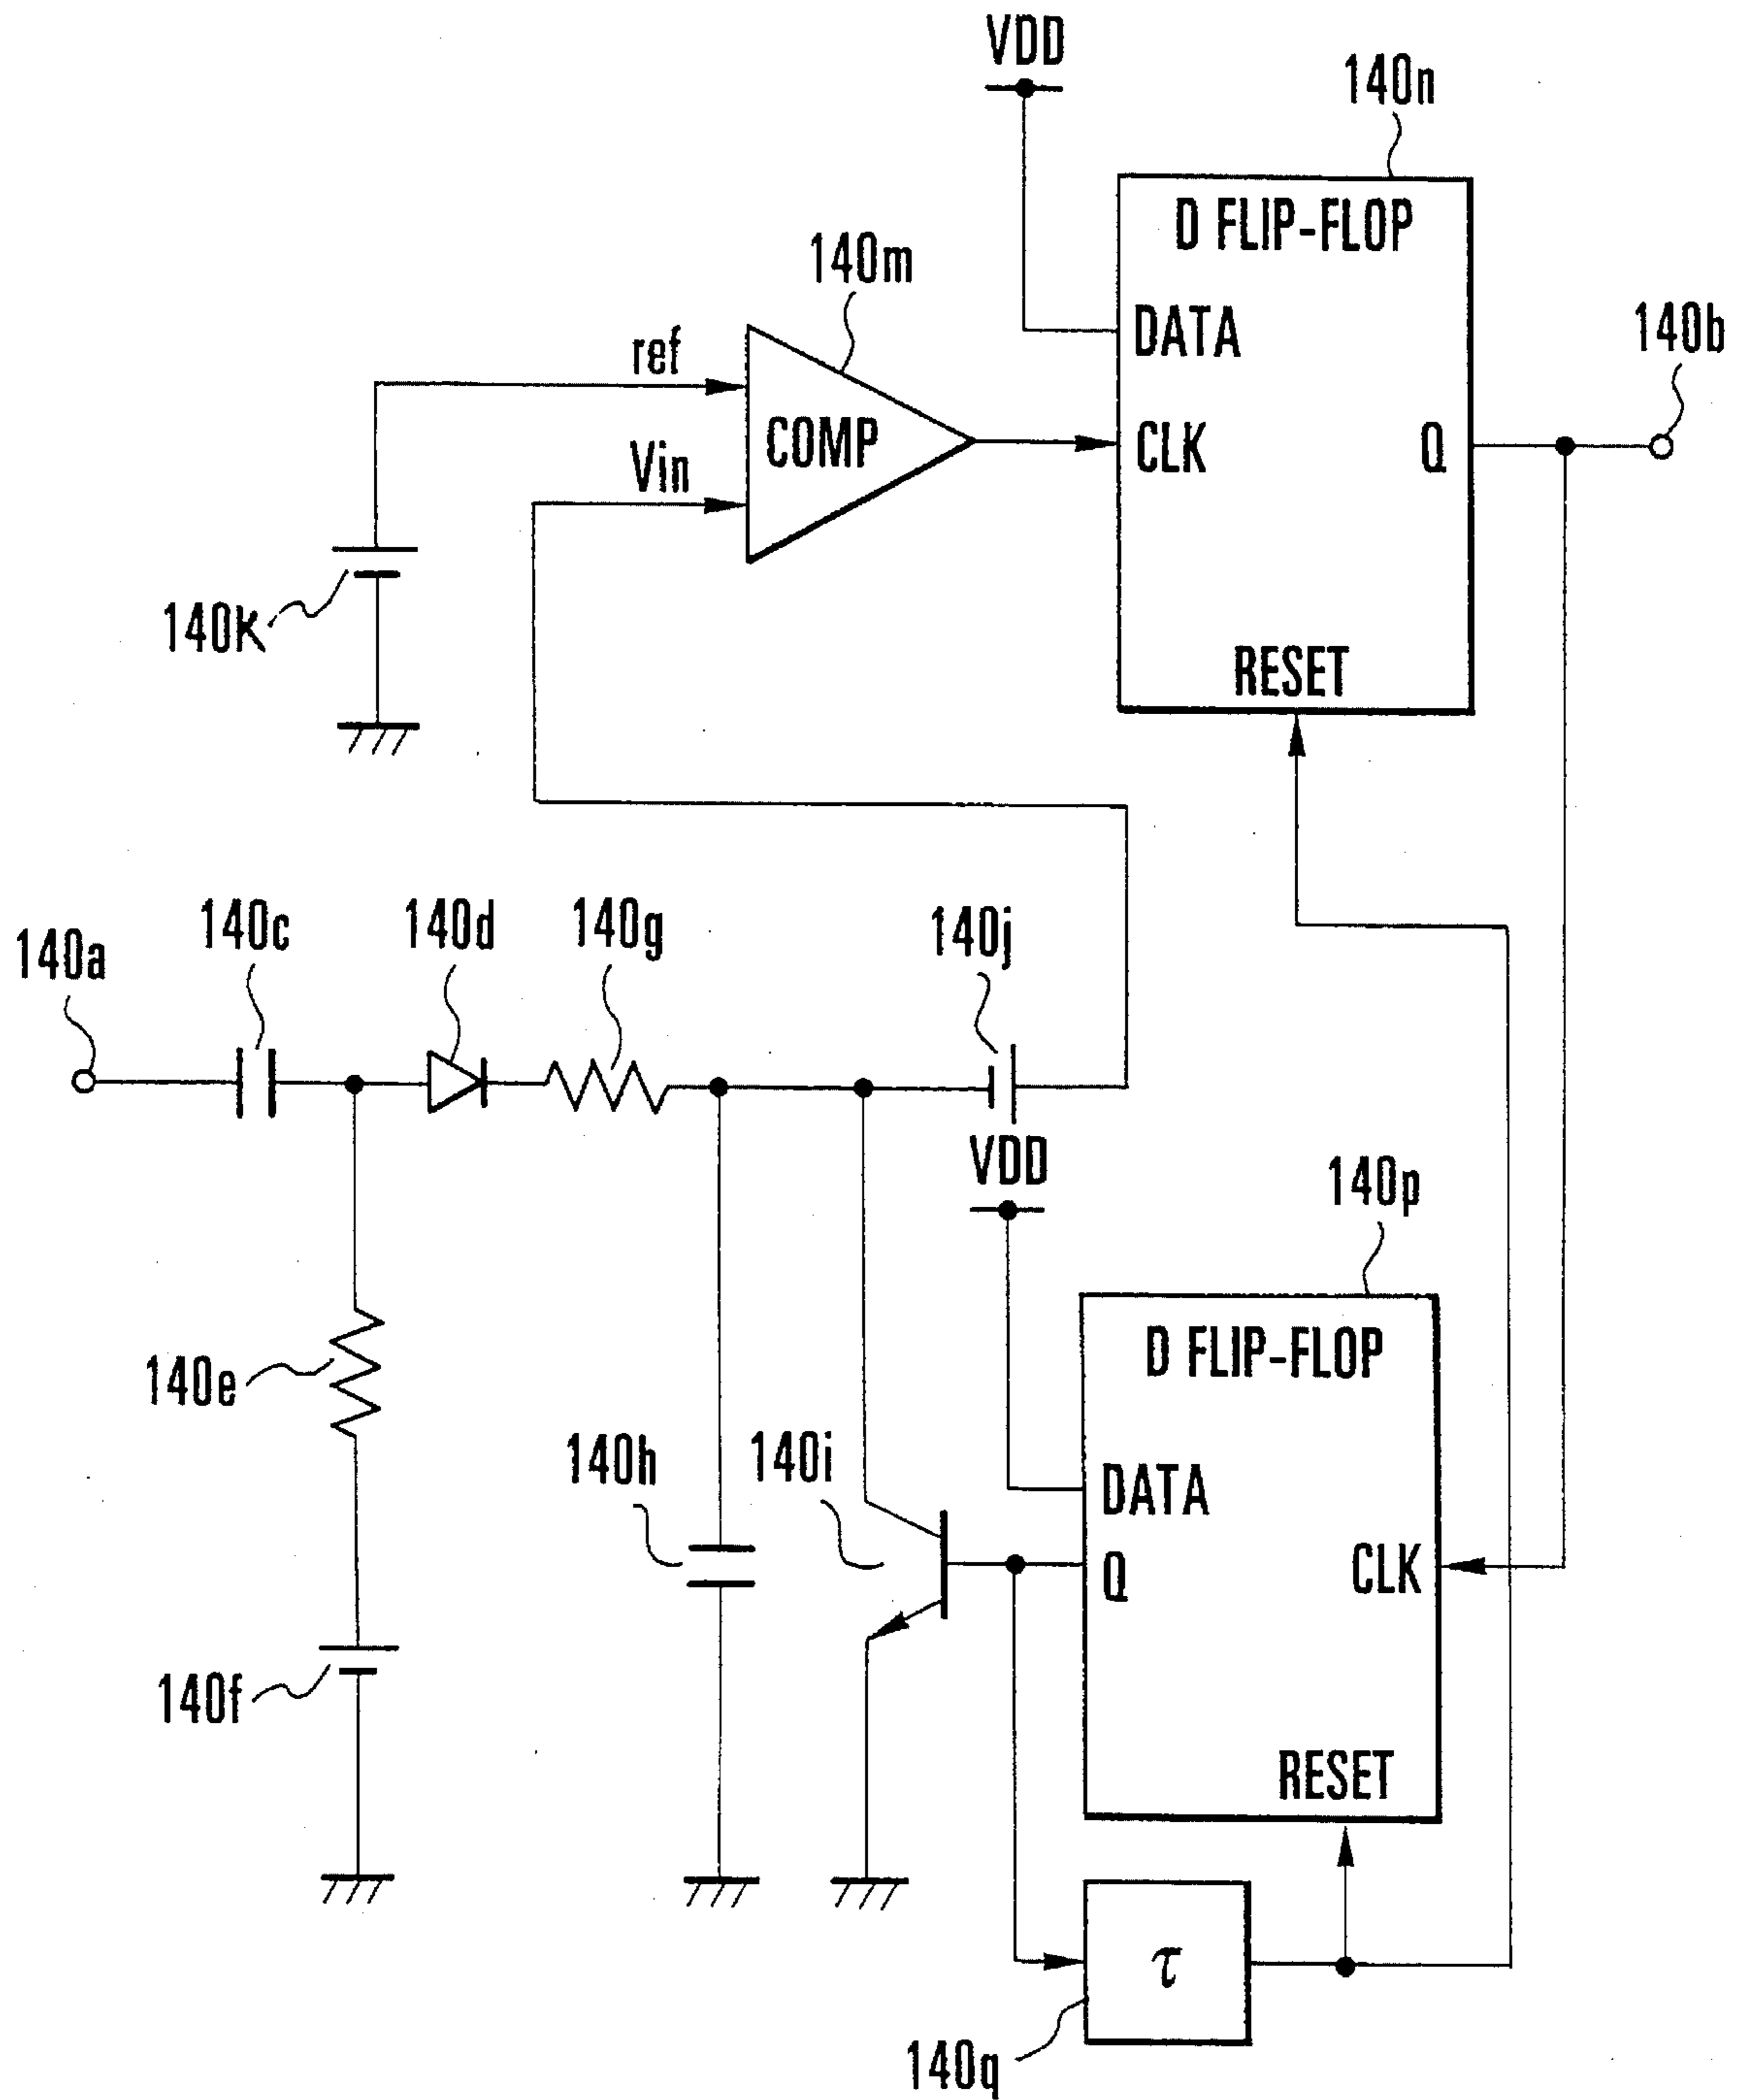 VDD
140n
D FLIP-FLOP
140m
DATA
140b
ref
COMP
CLK
Q
Vin
140K
RESET
140a
140c
140d
140g
140j
VDD
140p
D FLIP-FLOP
140e
140h
140i
DATA
Q
CLK
140f
RESET
τ
140q